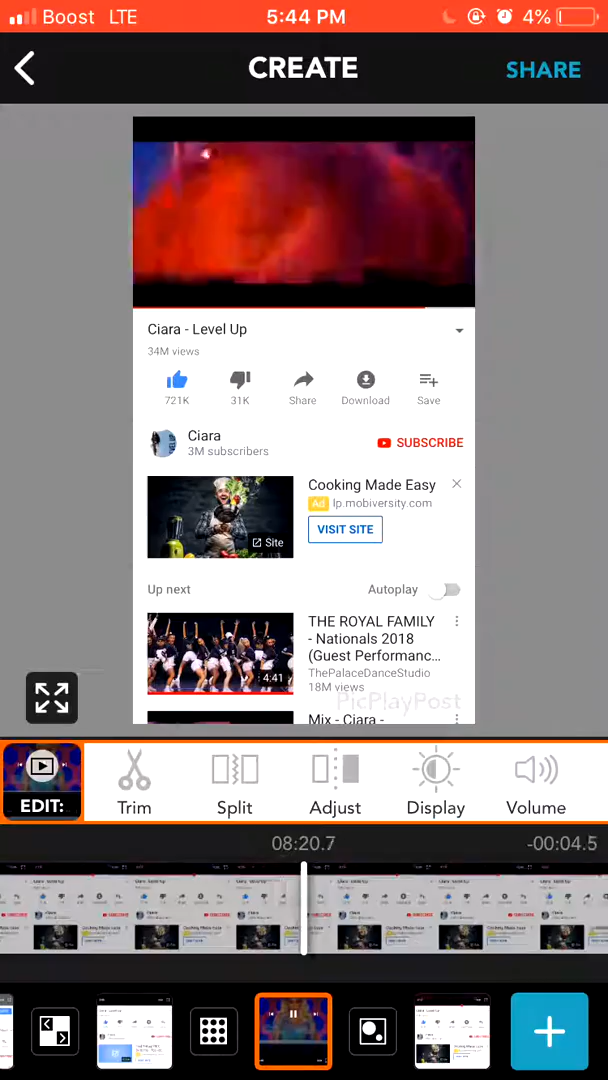 Boost LTE 5:44 PM 4%
CREATE
SHARE
Ciara - Level Up
34M views
721K 31K Share Download Save
Ciara
3M subscribers
SUBSCRIBE
Cooking Made Easy
Ad lp.mobiversity.com
VISIT SITE
Site
Up next Autoplay
THE ROYAL FAMILY
- Nationals 2018
(Guest Performanc...
ThePalaceDanceStudio
18M views
4:41
PicPlayPost
Mix - Ciara -
EDIT: Trim Split Adjust Display Volume
08:20.7 -00:04.5